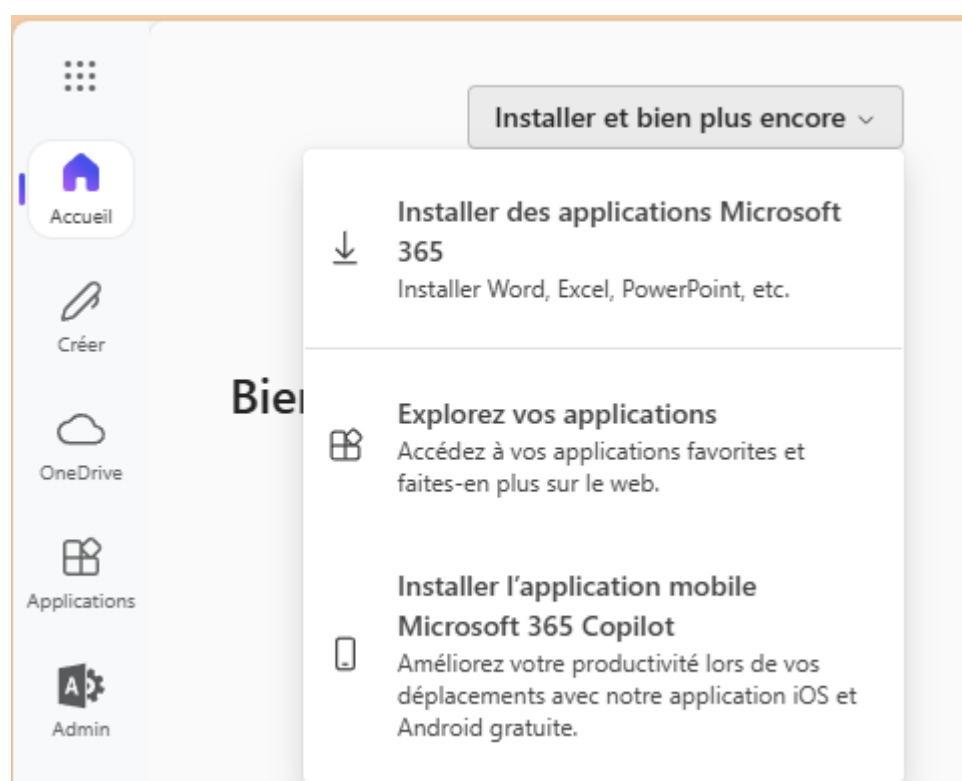 Installer et bien plus encore
Accueil
Installer des applications Microsoft
365
Installer Word, Excel, PowerPoint, etc.
Créer
Bie
Explorez vos applications
Accédez à vos applications favorites et
faites-en plus sur le web.
OneDrive
Applications
Installer l’application mobile
Microsoft 365 Copilot
Améliorez votre productivité lors de vos
déplacements avec notre application iOS et
Android gratuite.
A
Admin